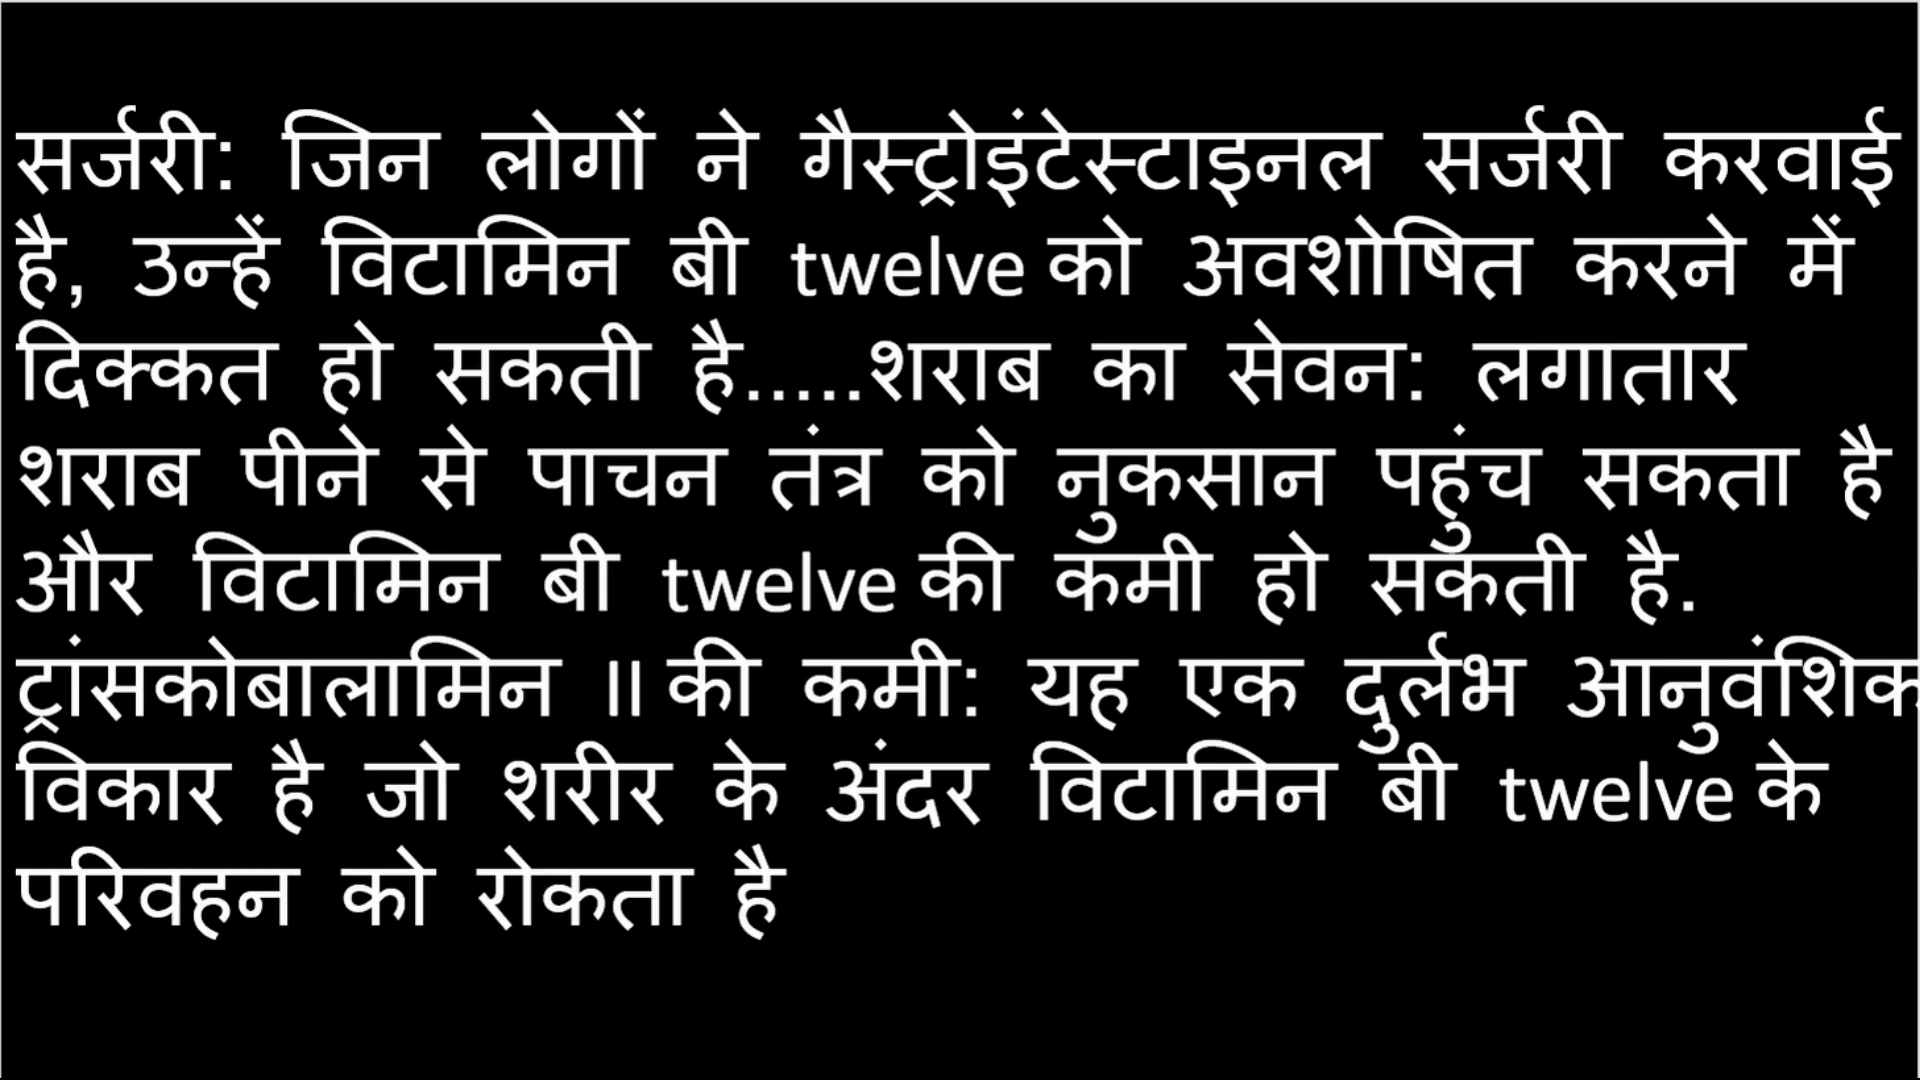 सर्जरी: जिन लोगों ने गैस्ट्रोइंटेस्टाइनल सर्जरी करवाई
है, उन्हें विटामिन बी twelve को अवशोषित करने में
दिक्कत हो सकती है.....शराब का सेवन: लगातार
शराब पीने से पाचन तंत्र को नुकसान पहुंच सकता है
और विटामिन बी twelve की कमी हो सकती है.
ट्रांसकोबालामिन ॥ की कमी: यह एक दुर्लभ आनुवंशिक
विकार है जो शरीर के अंदर विटामिन बी twelve के
परिवहन को रोकता है